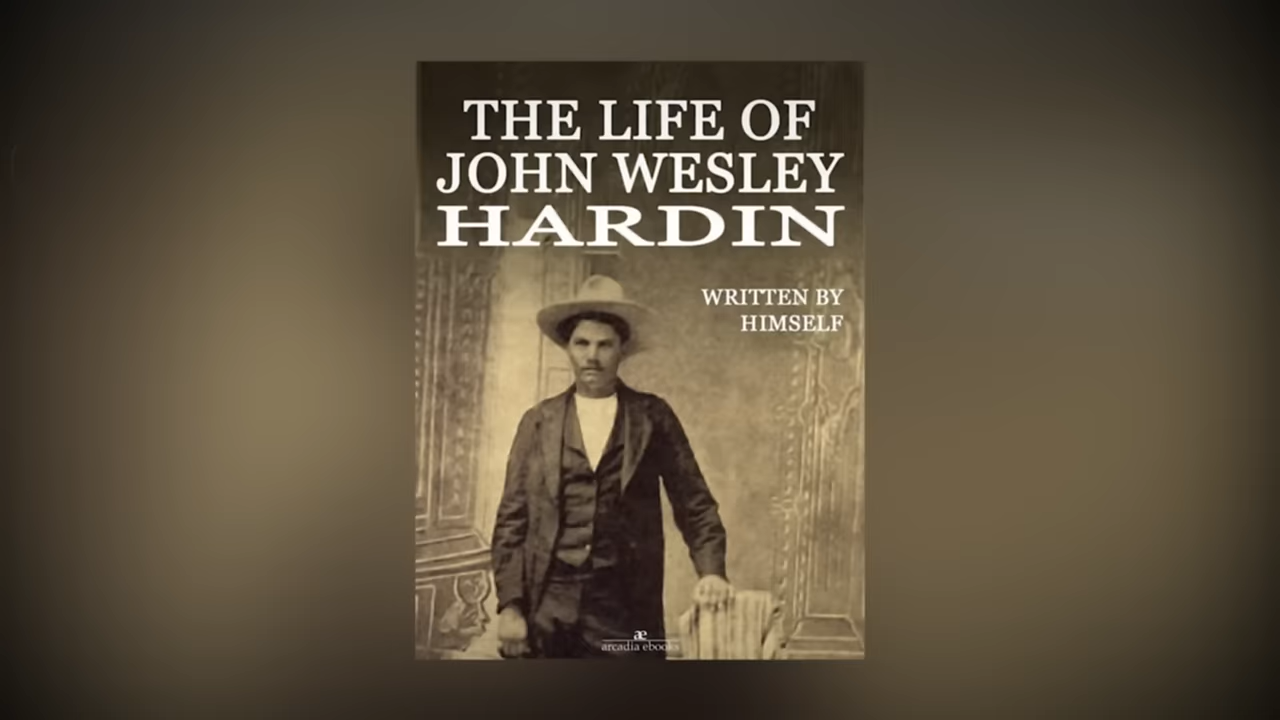 THE LIFE OF
JOHN WESLEY
HARDIN
WRITTEN BY
HIMSELF
æ
arcadia ebooks